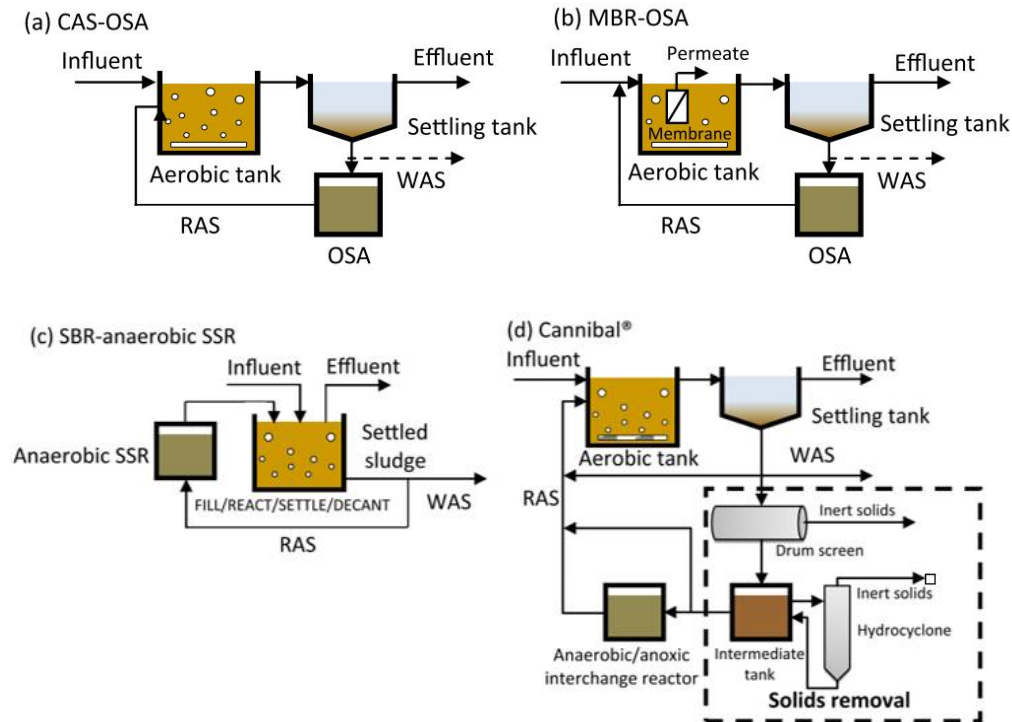 (a) CAS-OSA
Influent
Effluent
Settling tank
Aerobic tank
WAS
RAS
OSA
(b) MBR-OSA
Influent
Permeate
Effluent
Membrane
Settling tank
Aerobic tank
WAS
RAS
OSA
(c) SBR-anaerobic SSR
Influent
Effluent
Anaerobic SSR
Settled
sludge
WAS
FILL/REACT/SETTLE/DECANT
RAS
(d) Cannibal®
Influent
Effluent
Settling tank
Aerobic tank
WAS
RAS
Inert solids
Drum screen
Inert solids
Hydrocyclone
Anaerobic/anoxic
interchange reactor
Intermediate
tank
Solids removal